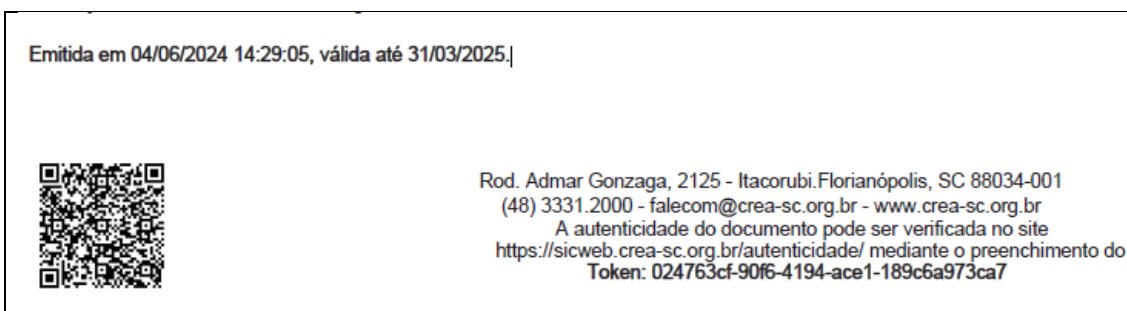 Emitida em 04/06/2024 14:29:05, válida até 31/03/2025.
Rod. Admar Gonzaga, 2125 - Itacorubi.Florianópolis, SC 88034-001
(48) 3331.2000 - falecom@crea-sc.org.br - www.crea-sc.org.br
A autenticidade do documento pode ser verificada no site
https://sicweb.crea-sc.org.br/autenticidade/ mediante o preenchimento do
Token: 024763cf-90f6-4194-ace1-189c6a973ca7